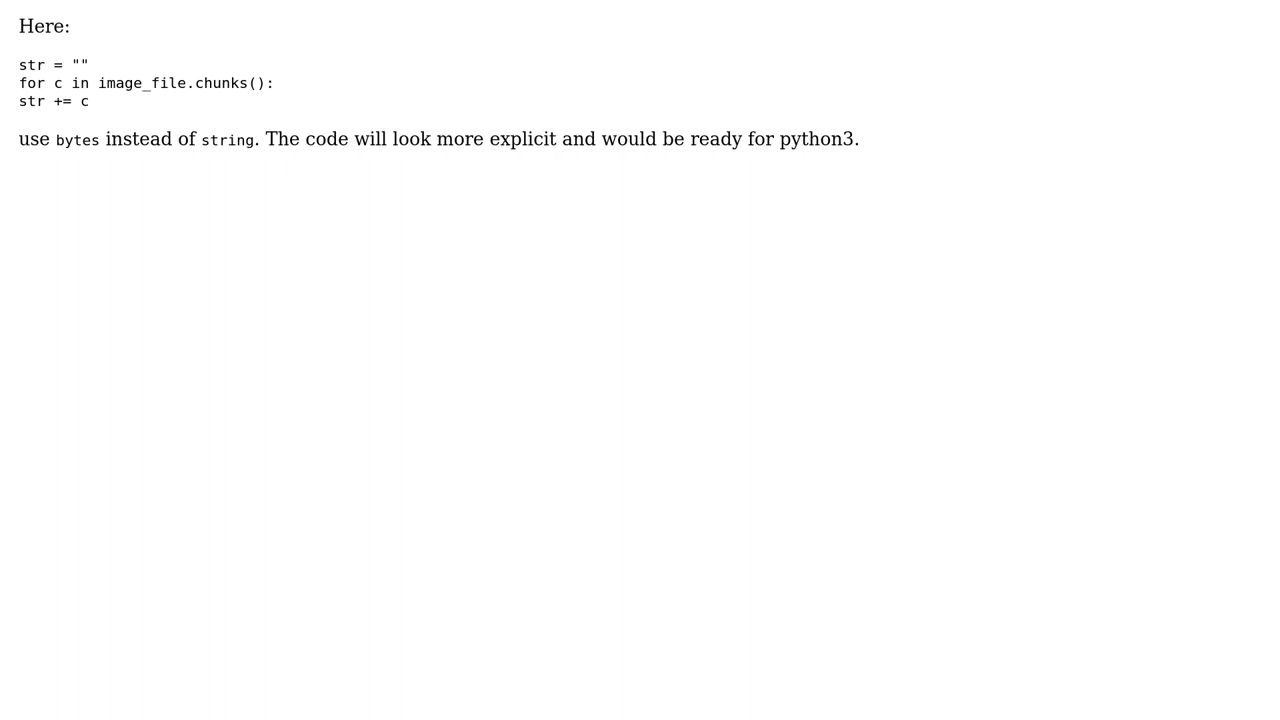 Here:
str = ""
for c in image_file.chunks():
str += c
use bytes instead of string. The code will look more explicit and would be ready for python3.